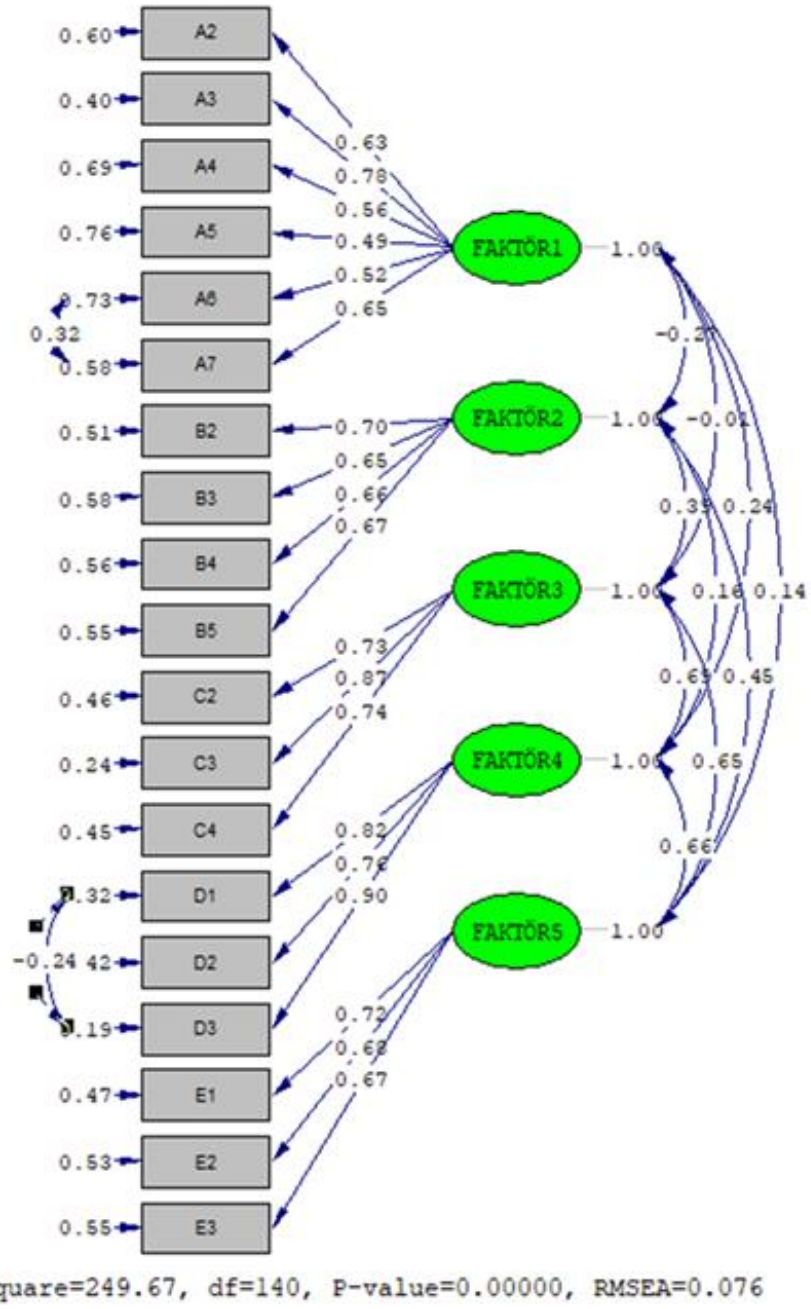 0.60 A2
0.40 A3
0.63
0.69 A4
0.78
0.56
0.76 A5
0.49
FAKTÖR1 1.00
0.52
0.73 A6
0.65
0.32
0.58 A7
0.51 B2
0.70
FAKTÖR2 1.00
-0.01
0.65
0.58 B3
0.66
0.24
0.67
0.56 B4
FAKTÖR3 1.00
0.16
0.14
0.55 B5
0.73
0.46 C2
0.87
0.69
0.45
0.74
0.24 C3
FAKTÖR4 1.00
0.65
0.45 C4
0.82
0.76
0.66
0.32 D1
0.90
FAKTÖR5 1.00
-0.24
42 D2
0.19 D3
0.72
0.68
0.47 E1
0.67
0.53 E2
0.55 E3
quare=249.67, df=140, P-value=0.00000, RMSEA=0.076